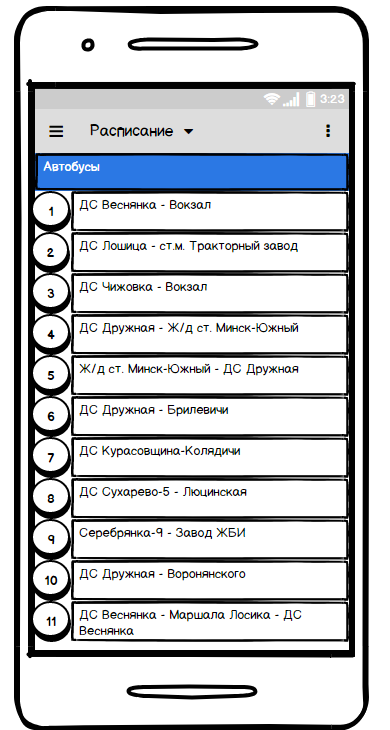 3:23
Расписание
Автобусы
1 ДС Веснянка - Вокзал
2 ДС Лошица - ст.м. Тракторный завод
3 ДС Чижовка - Вокзал
4 ДС Дружная - Ж/д ст. Минск-Южный
5 Ж/д ст. Минск-Южный - ДС Дружная
6 ДС Дружная - Брилевичи
7 ДС Курасовщина-Колядичи
8 ДС Сухарево-5 - Люцинская
9 Серебрянка-9 - Завод ЖБИ
10 ДС Дружная - Воронянского
11 ДС Веснянка - Маршала Лосика - ДС
Веснянка